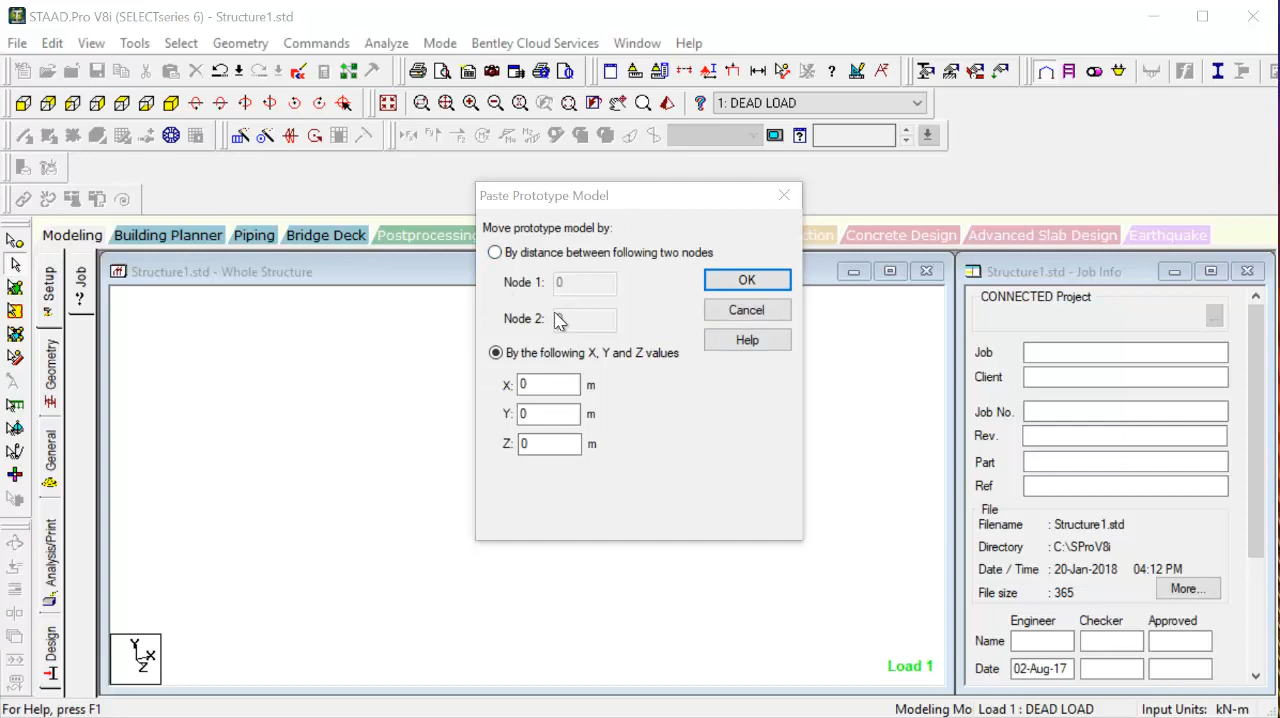 STAAD.Pro V8i (SELECTseries 6) - Structure1.std
File Edit View Tools Select Geometry Commands Analyze Mode Bentley Cloud Services Window Help
1: DEAD LOAD
Modeling Building Planner Piping Bridge Deck Postprocessing Concrete Design Advanced Slab Design Earthquake
Paste Prototype Model
Move prototype model by:
By distance between following two nodes
Node 1: 0
Node 2:
By the following X, Y and Z values
X: 0 m
Y: 0 m
Z: 0 m
OK
Cancel
Help
Setup
Job
Geometry
General
Analysis/Print
Design
Structure1.std - Whole Structure
Y
X
Z
Load 1
Structure1.std - Job Info
CONNECTED Project
...
Job
Client
Job No.
Rev.
Part
Ref
File
Filename : Structure1.std
Directory : C:\SProV8i
Date / Time : 20-Jan-2018 04:12 PM
File size : 365
More...
Engineer Checker Approved
Name
Date 02-Aug-17
For Help, press F1
Modeling Mo Load 1 : DEAD LOAD Input Units: kN-m